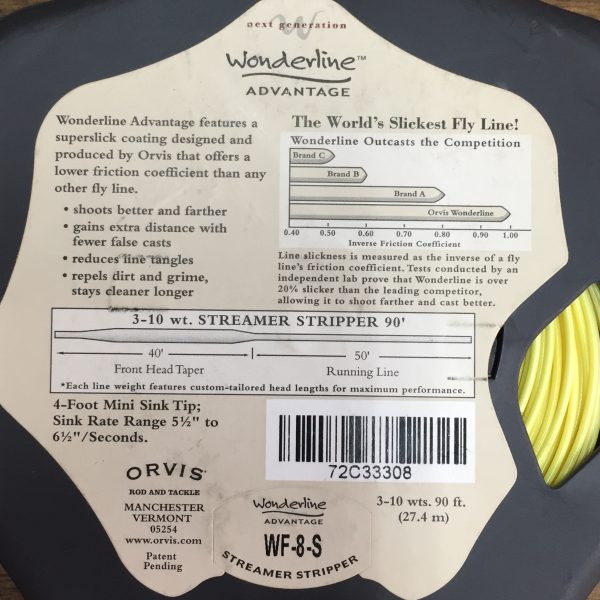 next generation
Wonderline™
ADVANTAGE
Wonderline Advantage features a
superslick coating designed and
produced by Orvis that offers a
lower friction coefficient than any
other fly line.
• shoots better and farther
• gains extra distance with
fewer false casts
• reduces line tangles
• repels dirt and grime,
stays cleaner longer
The World's Slickest Fly Line!
Wonderline Outcasts the Competition
Brand C
Brand B
Brand A
Orvis Wonderline
0.40 0.50 0.60 0.70 0.80 0.90 1.00
Inverse Friction Coefficient
Line slickness is measured as the inverse of a fly
line's friction coefficient. Tests conducted by an
independent lab prove that Wonderline is over
20% slicker than the leading competitor,
allowing it to shoot farther and cast better.
3-10 wt. STREAMER STRIPPER 90'
40' 50'
Front Head Taper Running Line
*Each line weight features custom-tailored head lengths for maximum performance.
4-Foot Mini Sink Tip;
Sink Rate Range 5½" to
6½"/Seconds.
72C33308
ORVIS®
ROD AND TACKLE
MANCHESTER
VERMONT
05254
www.orvis.com
Patent
Pending
Wonderline
ADVANTAGE
WF-8-S
STREAMER STRIPPER
3-10 wts. 90 ft.
(27.4 m)